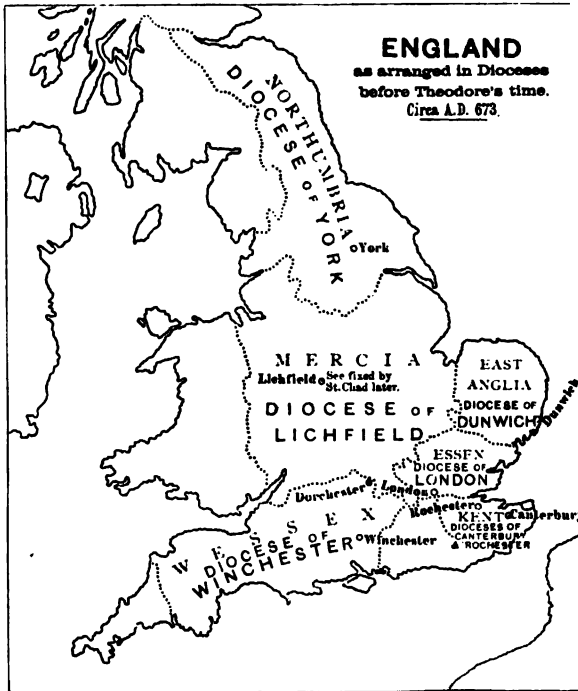 ENGLAND
as arranged in Dioceses
before Theodore's time.
Circa A.D. 673.
NORTHUMBRIA
DIOCESE OF YORK
York
MERCIA
Lichfield
See fixed by
St. Chad later.
DIOCESE OF
LICHFIELD
EAST
ANGLIA
DIOCESE OF
DUNWICH
Dunwich
ESSEX
DIOCESE OF
LONDON
Dorchester
London
Rochester
KENT
Canterbury
DIOCESES OF
CANTERBURY
& ROCHESTER
WESSEX
DIOCESE OF
WINCHESTER
Winchester